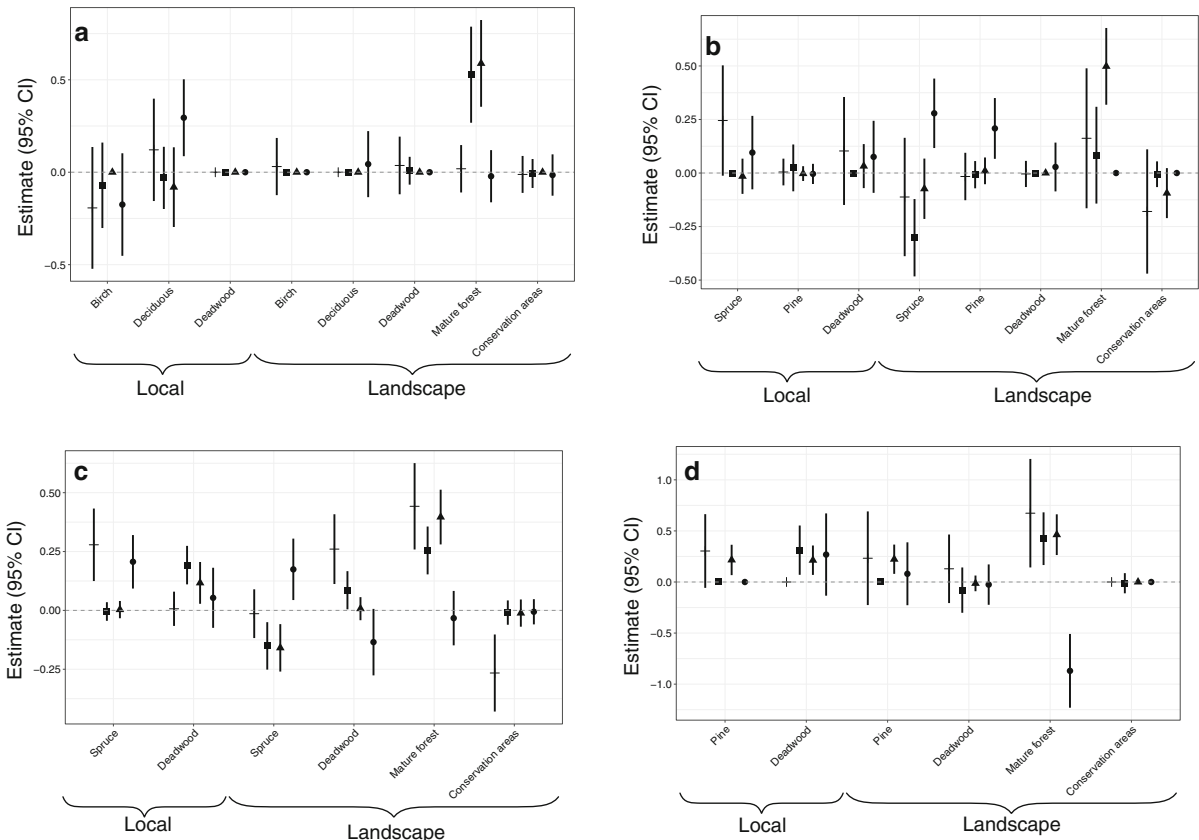 a
Estimate (95% CI)
0.5
0.0
−0.5
Birch
Deciduous
Deadwood
Birch
Deciduous
Deadwood
Mature forest
Conservation areas
Local
Landscape
b
Estimate (95% CI)
0.50
0.25
0.00
−0.25
−0.50
Spruce
Pine
Deadwood
Spruce
Pine
Deadwood
Mature forest
Conservation areas
Local
Landscape
c
Estimate (95% CI)
0.50
0.25
0.00
−0.25
Spruce
Deadwood
Spruce
Deadwood
Mature forest
Conservation areas
Local
Landscape
d
Estimate (95% CI)
1.0
0.5
0.0
−0.5
−1.0
Pine
Deadwood
Pine
Deadwood
Mature forest
Conservation areas
Local
Landscape